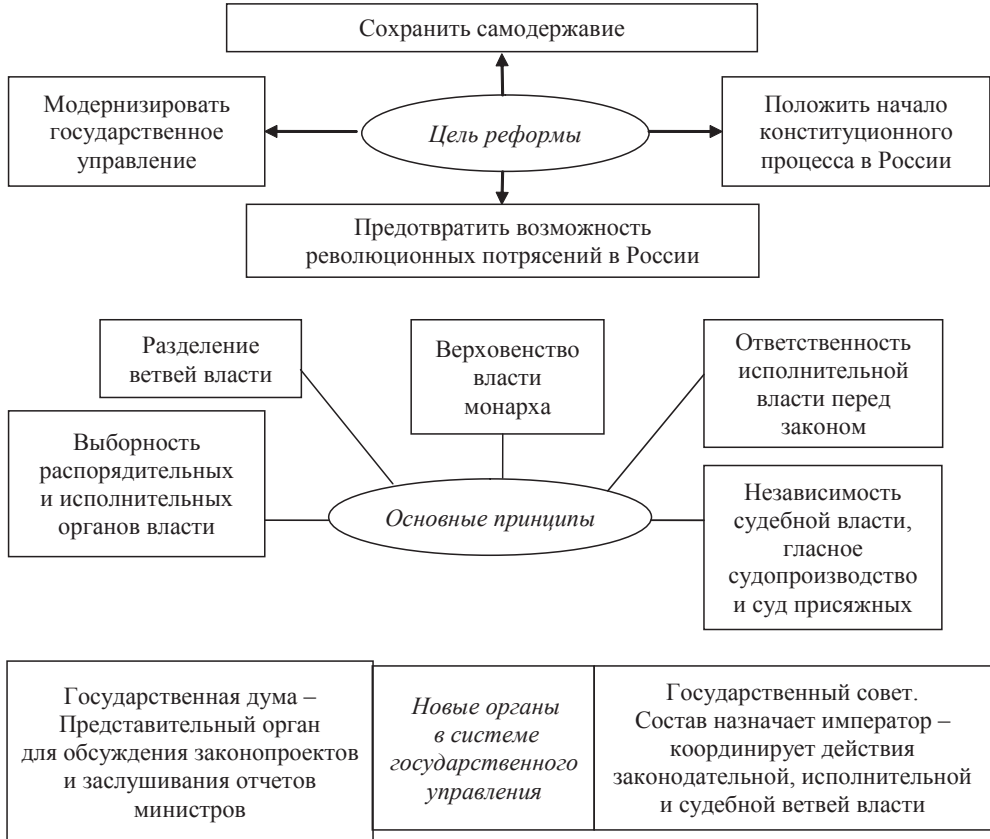 Сохранить самодержавие
Модернизировать
государственное
управление
Цель реформы
Положить начало
конституционного
процесса в России
Предотвратить возможность
революционных потрясений в России
Разделение
ветвей власти
Верховенство
власти
монарха
Ответственность
исполнительной
власти перед
законом
Выборность
распорядительных
и исполнительных
органов власти
Основные принципы
Независимость
судебной власти,
гласное
судопроизводство
и суд присяжных
Государственная дума –
Представительный орган
для обсуждения законопроектов
и заслушивания отчетов
министров
Новые органы
в системе
государственного
управления
Государственный совет.
Состав назначает император –
координирует действия
законодательной, исполнительной
и судебной ветвей власти